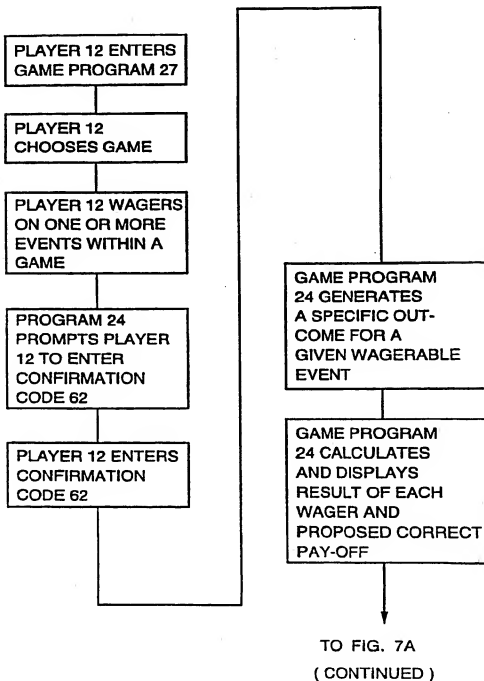 PLAYER 12 ENTERS
GAME PROGRAM 27
PLAYER 12
CHOOSES GAME
PLAYER 12 WAGERS
ON ONE OR MORE
EVENTS WITHIN A
GAME
PROGRAM 24
PROMPTS PLAYER
12 TO ENTER
CONFIRMATION
CODE 62
PLAYER 12 ENTERS
CONFIRMATION
CODE 62
GAME PROGRAM
24 GENERATES
A SPECIFIC OUT-
COME FOR A
GIVEN WAGERABLE
EVENT
GAME PROGRAM
24 CALCULATES
AND DISPLAYS
RESULT OF EACH
WAGER AND
PROPOSED CORRECT
PAY-OFF
TO FIG. 7A
( CONTINUED )